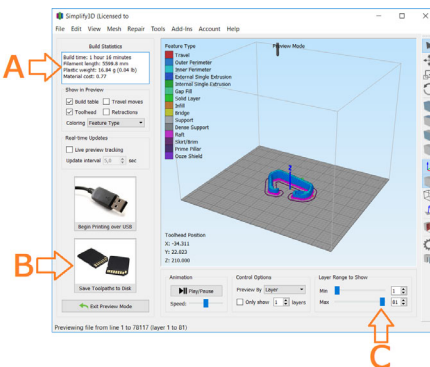 Simplify3D (Licensed to
File Edit View Mesh Repair Tools Add-Ins Account Help
Build Statistics
Build time: 1 hour 16 minutes
Filament length: 5598.8 mm
Plastic weight: 16.84 g (0.04 lb)
Material cost: 0.77
A
Show in Preview
Build table Travel moves
Toolhead Retractions
Coloring Feature Type
Real-time Updates
Live preview tracking
Update interval 5,0 sec
Begin Printing over USB
B
Save Toolpaths to Disk
Exit Preview Mode
Feature Type
Travel
Outer Perimeter
Inner Perimeter
External Single Extrusion
Internal Single Extrusion
Gap Fill
Solid Layer
Infill
Bridge
Support
Dense Support
Raft
Skirt/Brim
Prime Pillar
Ooze Shield
Preview Mode
Z
Toolhead Position
X: -34.311
Y: 22.023
Z: 210.000
Animation
Play/Pause
Speed:
Control Options
Preview By Layer
Only show 1 layers
Layer Range to Show
Min 1
Max 81
C
Previewing file from line 1 to 78117 (layer 1 to 81)